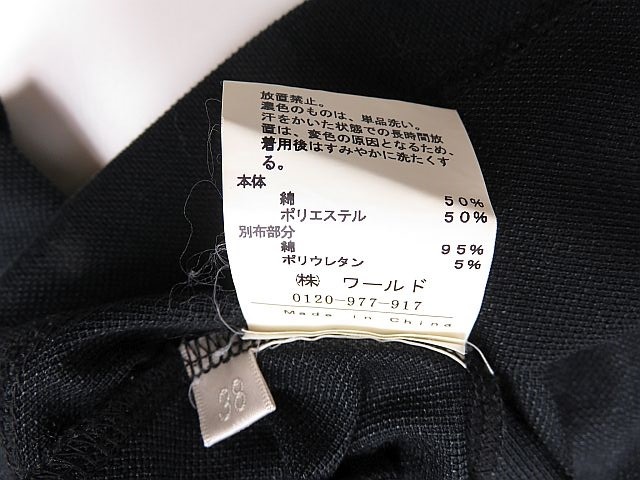 放置禁止。
濃色のものは、単品洗い。
汗をかいた状態での長時間放
置は、変色の原因となるため、
着用後はすみやかに洗たくす
る。
本体
綿 50%
ポリエステル 50%
別布部分
綿 95%
ポリウレタン 5%
㈱ ワールド
0120-977-917
Made in China
38